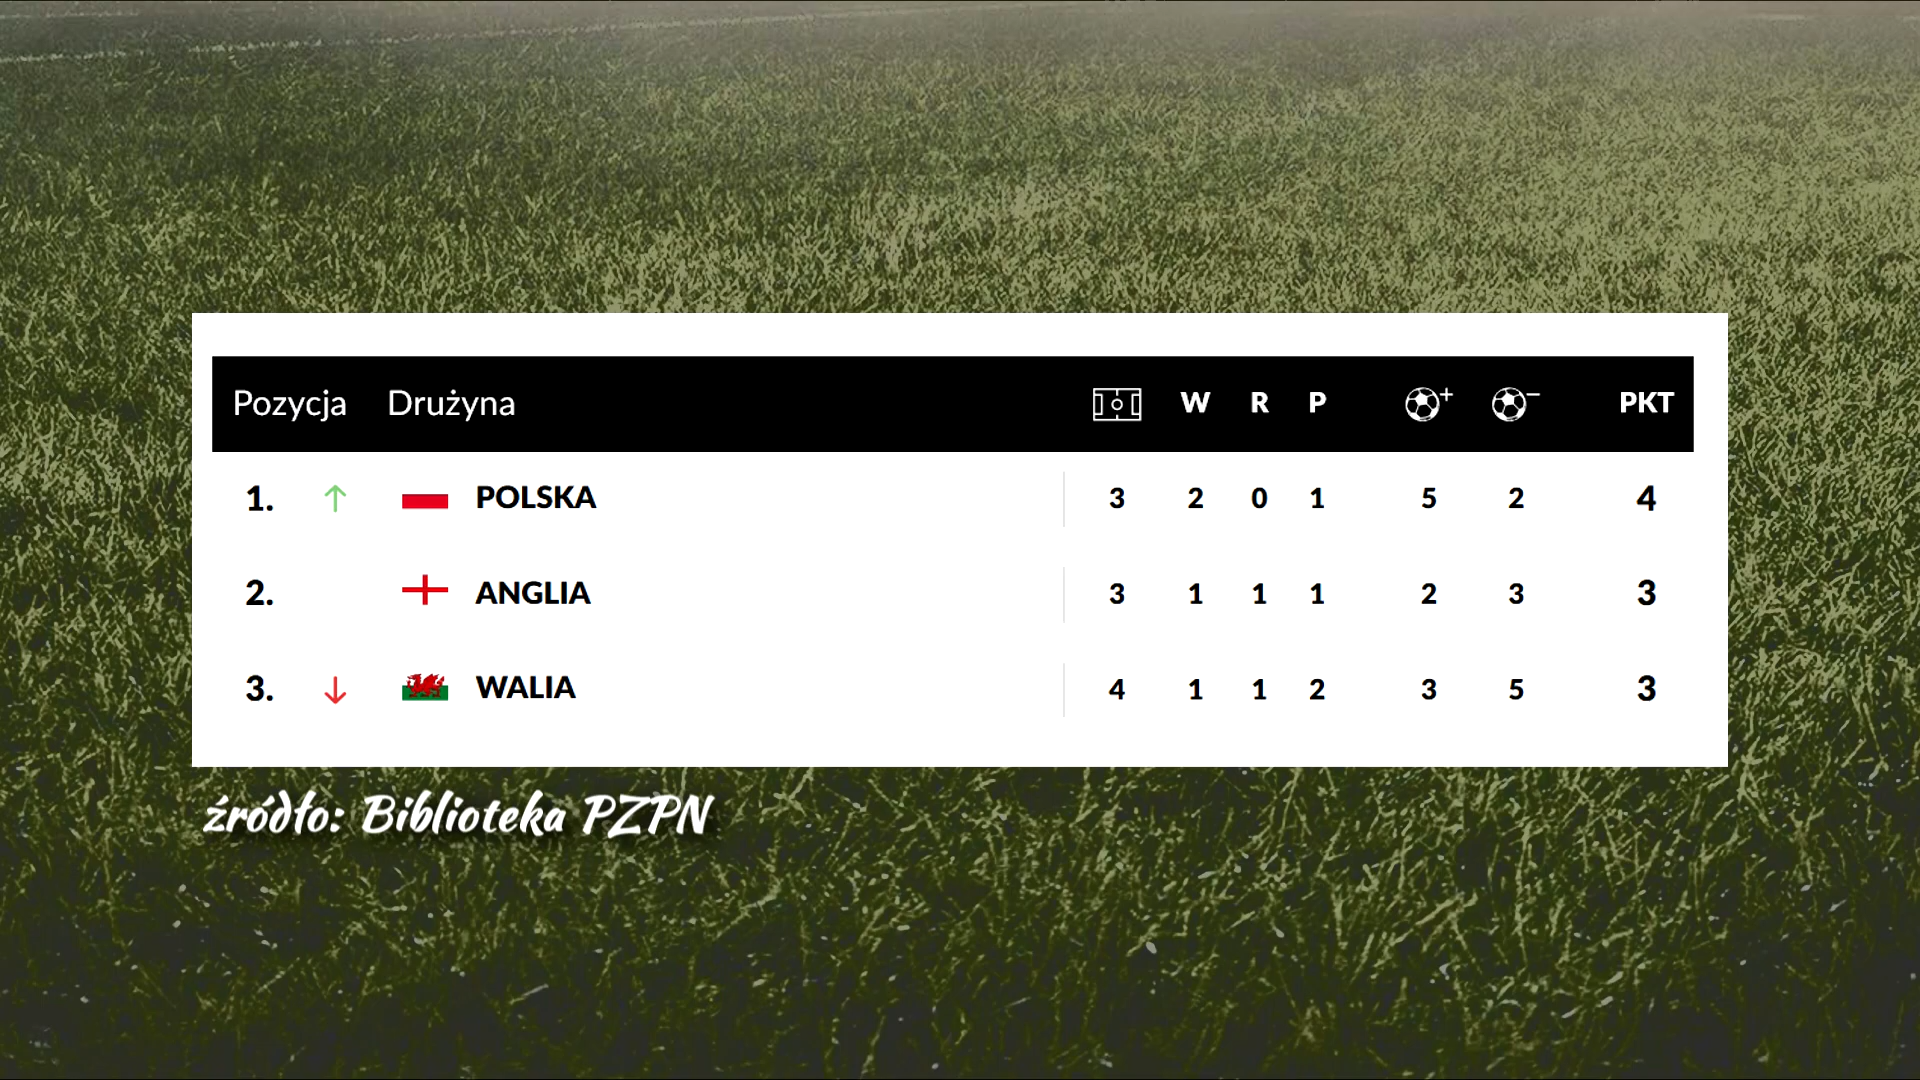 Pozycja Drużyna W R P + - PKT
1. POLSKA 3 2 0 1 5 2 4
2. ANGLIA 3 1 1 1 2 3 3
3. WALIA 4 1 1 2 3 5 3
źródło: Biblioteka PZPN